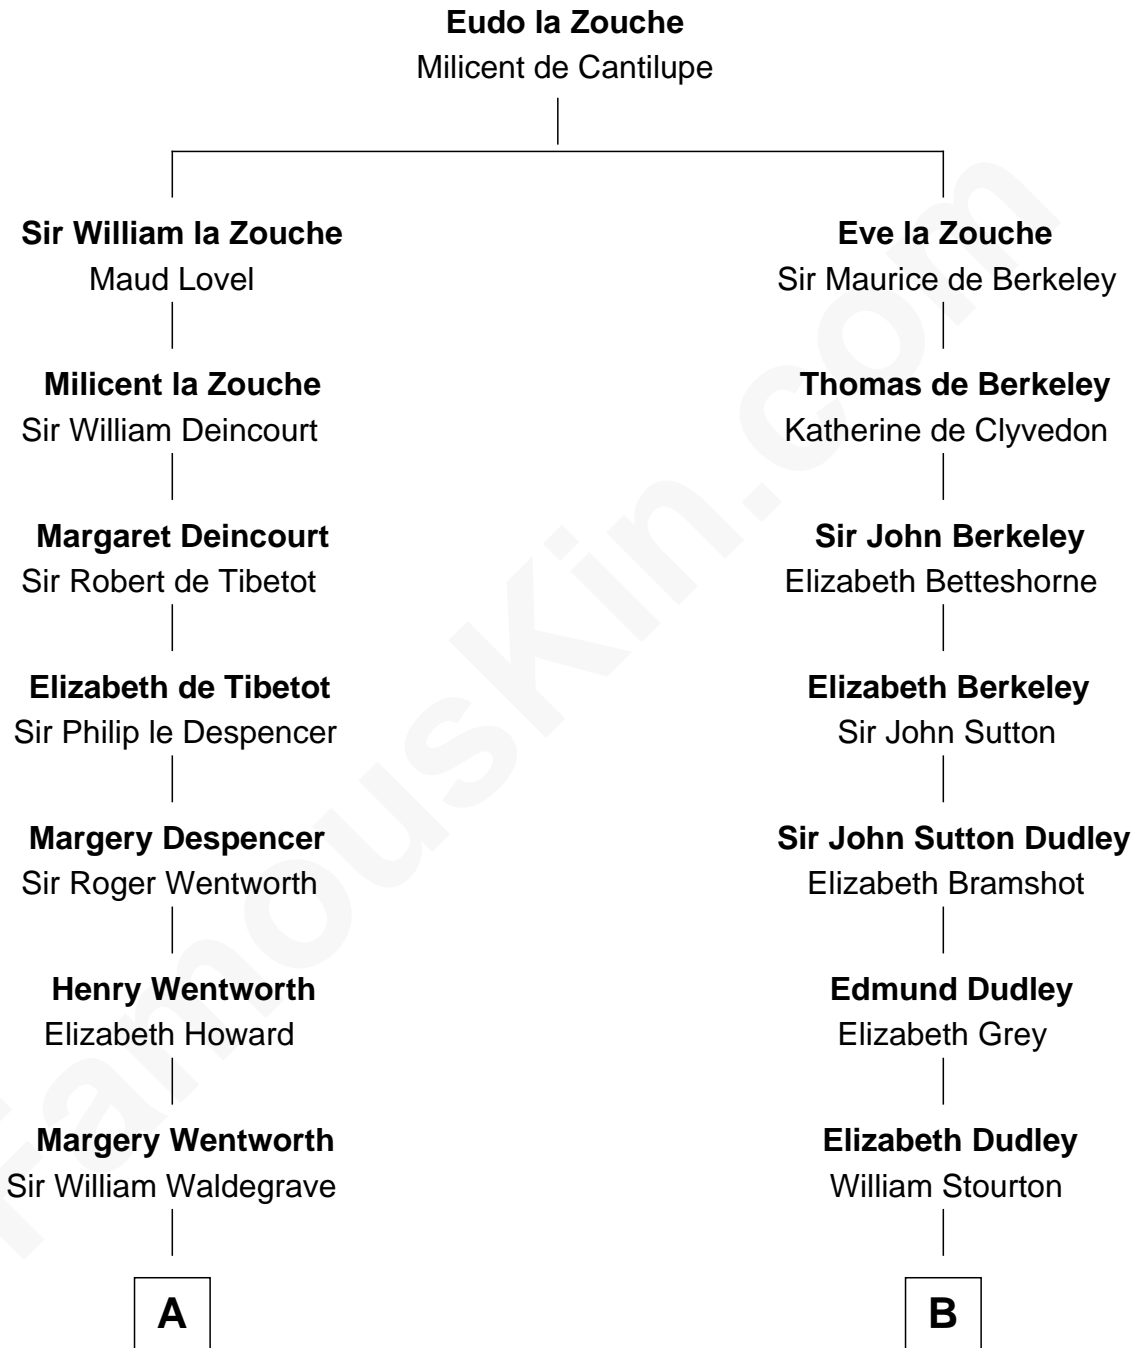 Eudo la Zouche
Milicent de Cantilupe
Sir William la Zouche
Maud Lovel
Milicent la Zouche
Sir William Deincourt
Margaret Deincourt
Sir Robert de Tibetot
Elizabeth de Tibetot
Sir Philip le Despencer
Margery Despencer
Sir Roger Wentworth
Henry Wentworth
Elizabeth Howard
Margery Wentworth
Sir William Waldegrave
A
Eve la Zouche
Sir Maurice de Berkeley
Thomas de Berkeley
Katherine de Clyvedon
Sir John Berkeley
Elizabeth Betteshorne
Elizabeth Berkeley
Sir John Sutton
Sir John Sutton Dudley
Elizabeth Bramshot
Edmund Dudley
Elizabeth Grey
Elizabeth Dudley
William Stourton
B
FamousKin.com